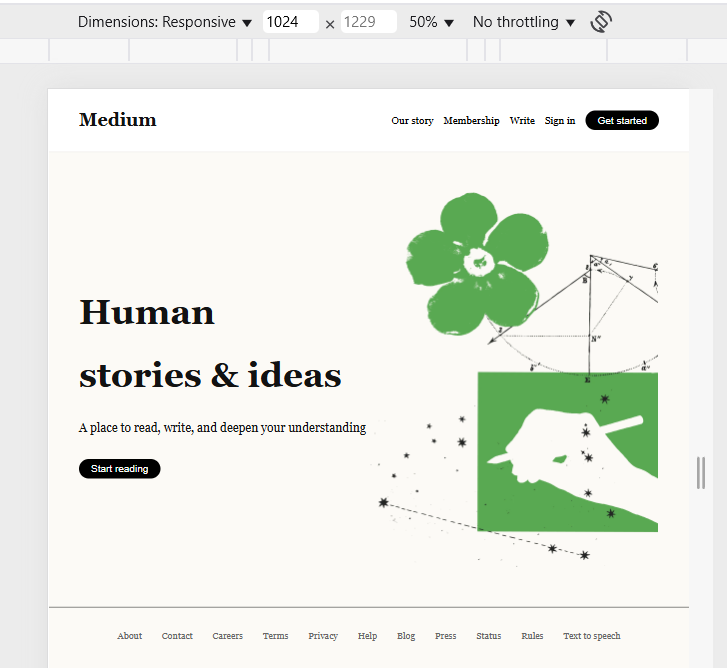 Dimensions: Responsive ▼ 1024 × 1229 50% ▼ No throttling ▼
Medium Our story Membership Write Sign in Get started
Human
stories & ideas
A place to read, write, and deepen your understanding
Start reading
About Contact Careers Terms Privacy Help Blog Press Status Rules Text to speech